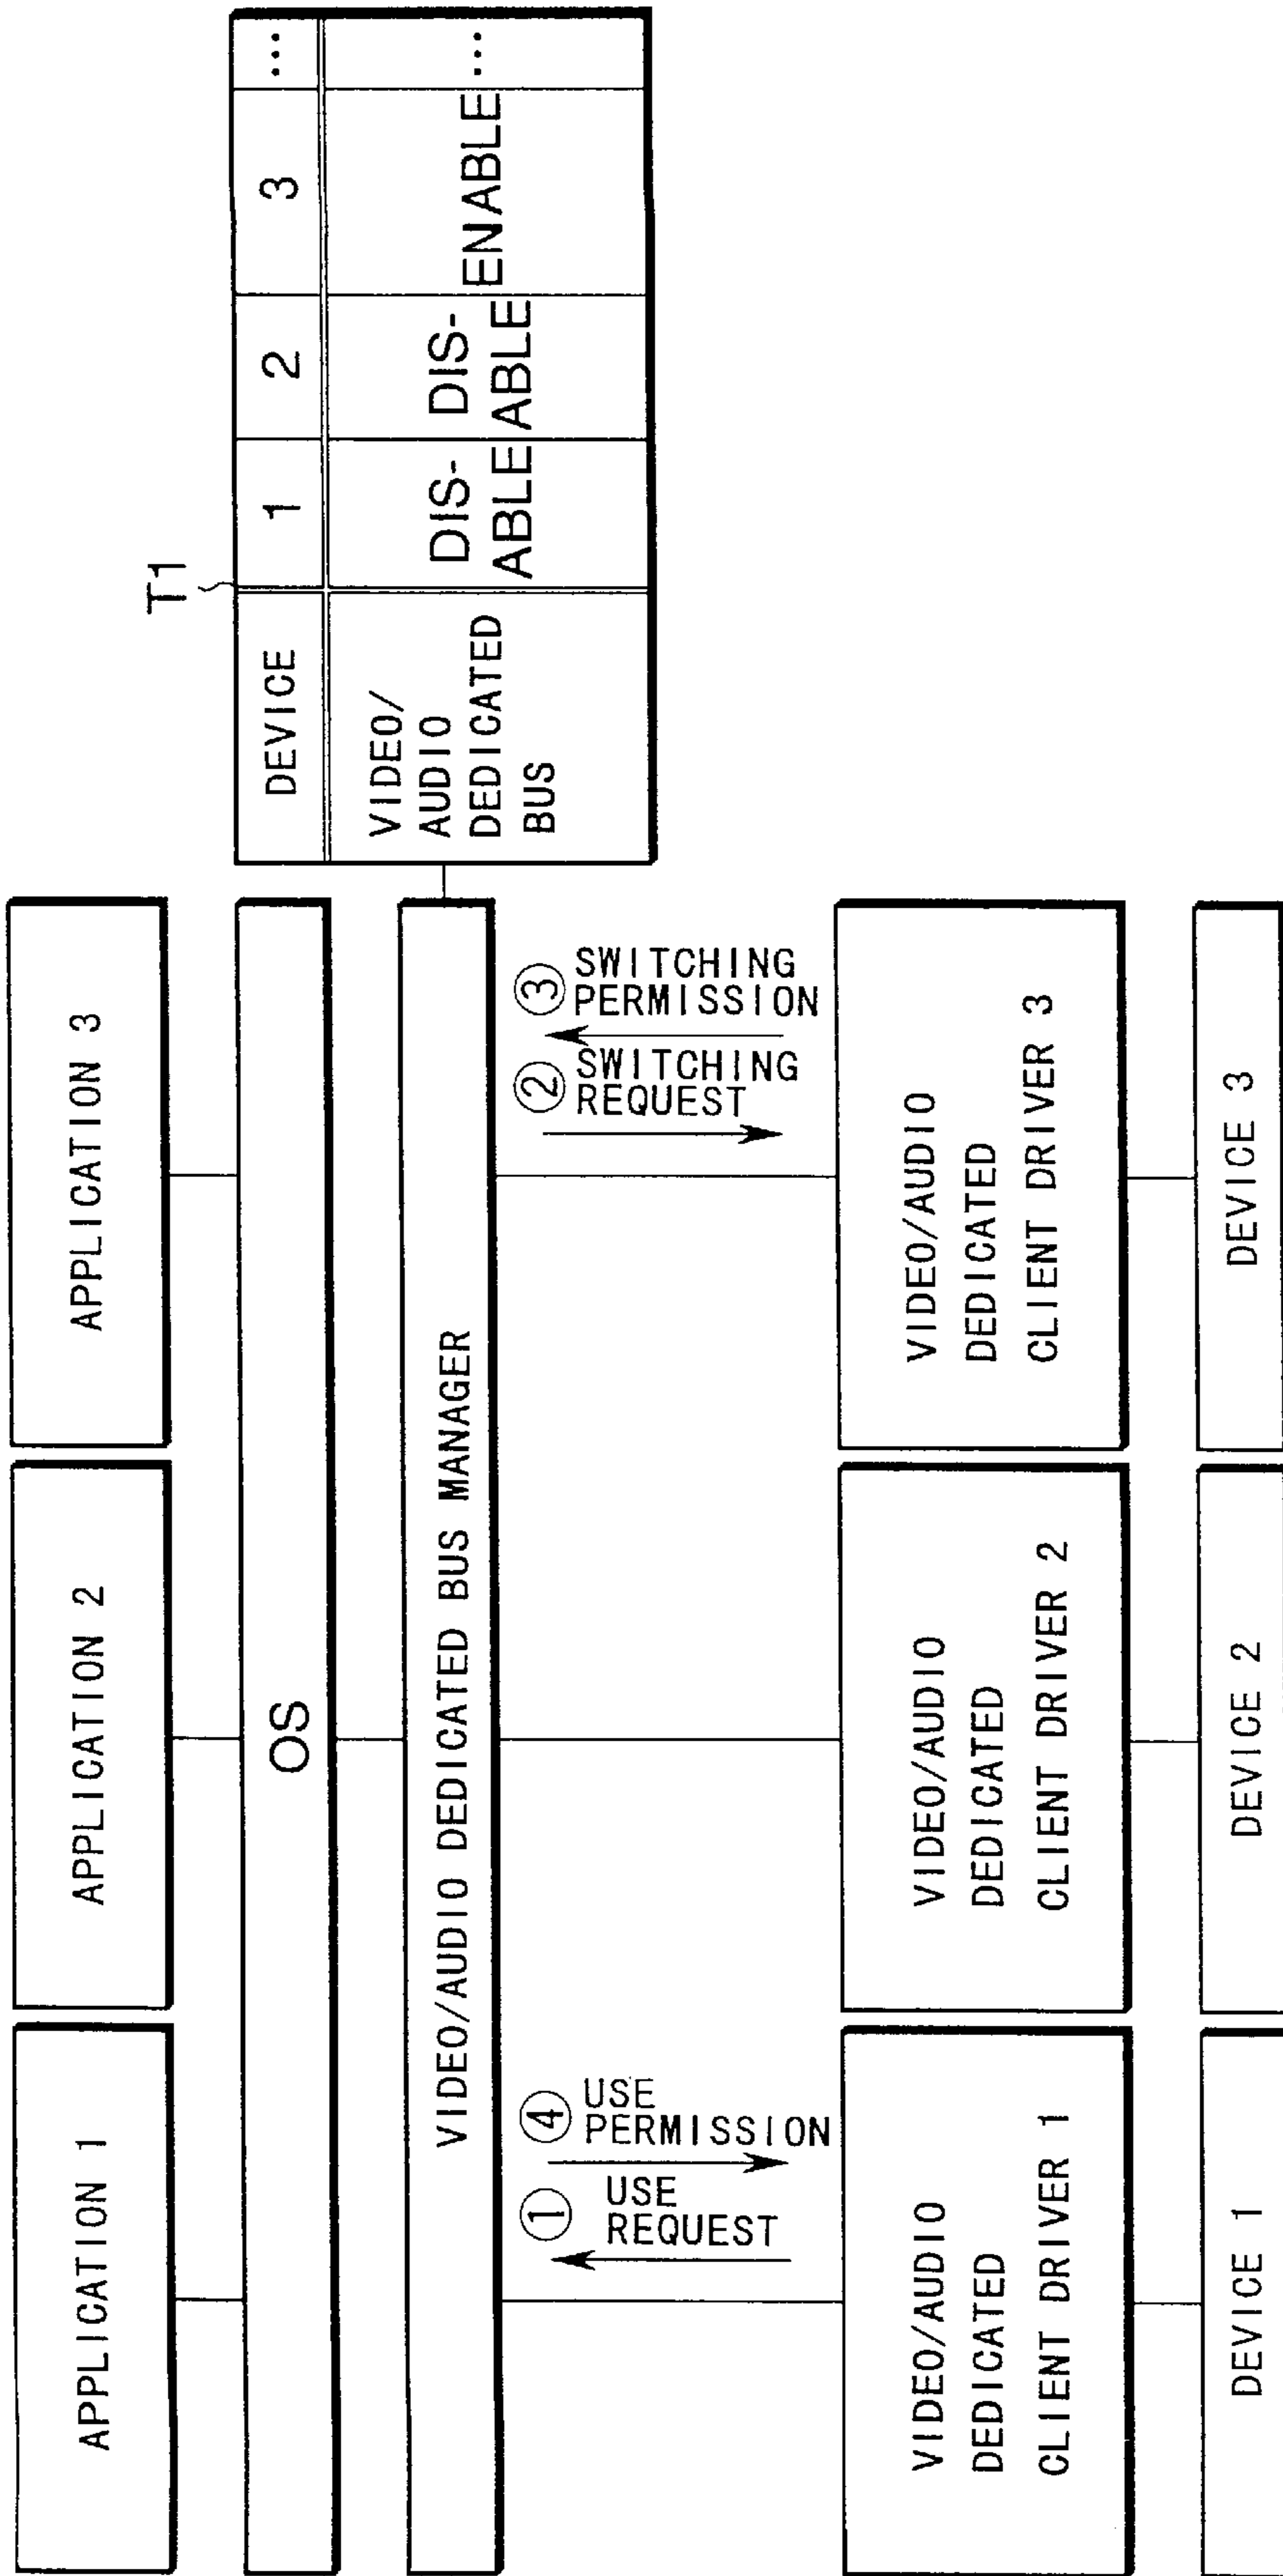 APPLICATION 1
APPLICATION 2
APPLICATION 3
OS
VIDEO/AUDIO DEDICATED BUS MANAGER
T1
DEVICE
1
2
3
...
VIDEO/
AUDIO
DEDICATED
BUS
DIS-
ABLE
DIS-
ABLE
ENABLE
...
① USE
REQUEST
④ USE
PERMISSION
② SWITCHING
REQUEST
③ SWITCHING
PERMISSION
VIDEO/AUDIO
DEDICATED
CLIENT DRIVER 1
VIDEO/AUDIO
DEDICATED
CLIENT DRIVER 2
VIDEO/AUDIO
DEDICATED
CLIENT DRIVER 3
DEVICE 1
DEVICE 2
DEVICE 3